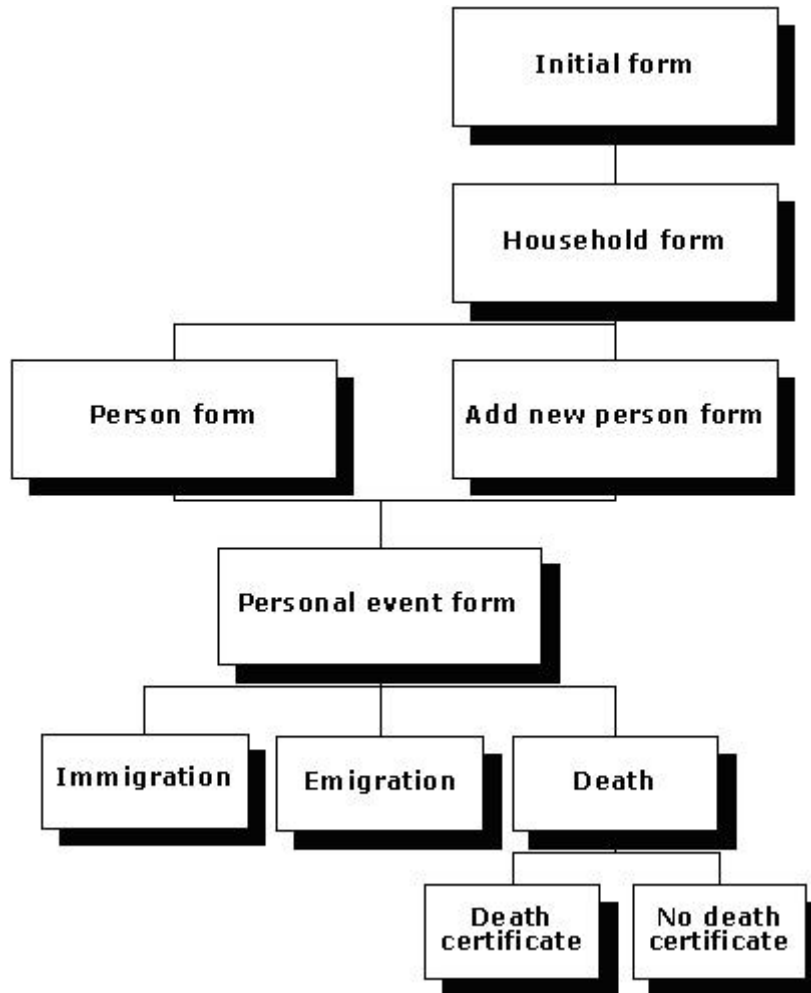 Initial form
Household form
Person form
Add new person form
Personal event form
Immigration
Emigration
Death
Death
certificate
No death
certificate